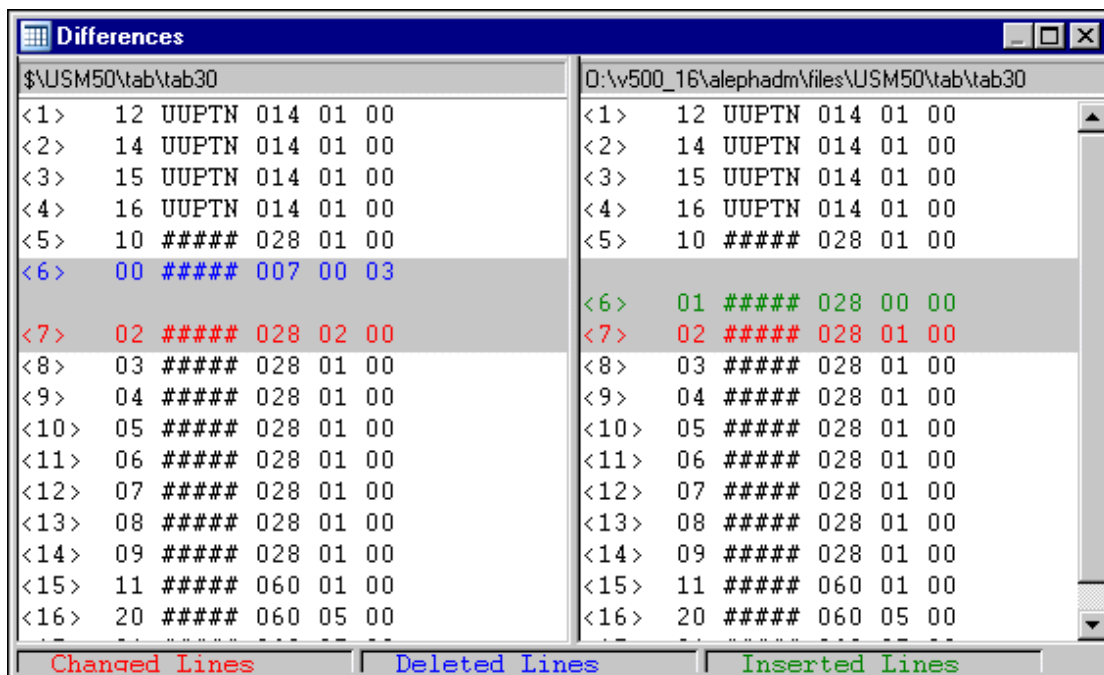 Differences
$\USM50\tab\tab30
<1> 12 UUPTN 014 01 00
<2> 14 UUPTN 014 01 00
<3> 15 UUPTN 014 01 00
<4> 16 UUPTN 014 01 00
<5> 10 ##### 028 01 00
<6> 00 ##### 007 00 03
<7> 02 ##### 028 02 00
<8> 03 ##### 028 01 00
<9> 04 ##### 028 01 00
<10> 05 ##### 028 01 00
<11> 06 ##### 028 01 00
<12> 07 ##### 028 01 00
<13> 08 ##### 028 01 00
<14> 09 ##### 028 01 00
<15> 11 ##### 060 01 00
<16> 20 ##### 060 05 00
O:\v500_16\alephadm\files\USM50\tab\tab30
<1> 12 UUPTN 014 01 00
<2> 14 UUPTN 014 01 00
<3> 15 UUPTN 014 01 00
<4> 16 UUPTN 014 01 00
<5> 10 ##### 028 01 00
<6> 01 ##### 028 00 00
<7> 02 ##### 028 01 00
<8> 03 ##### 028 01 00
<9> 04 ##### 028 01 00
<10> 05 ##### 028 01 00
<11> 06 ##### 028 01 00
<12> 07 ##### 028 01 00
<13> 08 ##### 028 01 00
<14> 09 ##### 028 01 00
<15> 11 ##### 060 01 00
<16> 20 ##### 060 05 00
Changed Lines
Deleted Lines
Inserted Lines